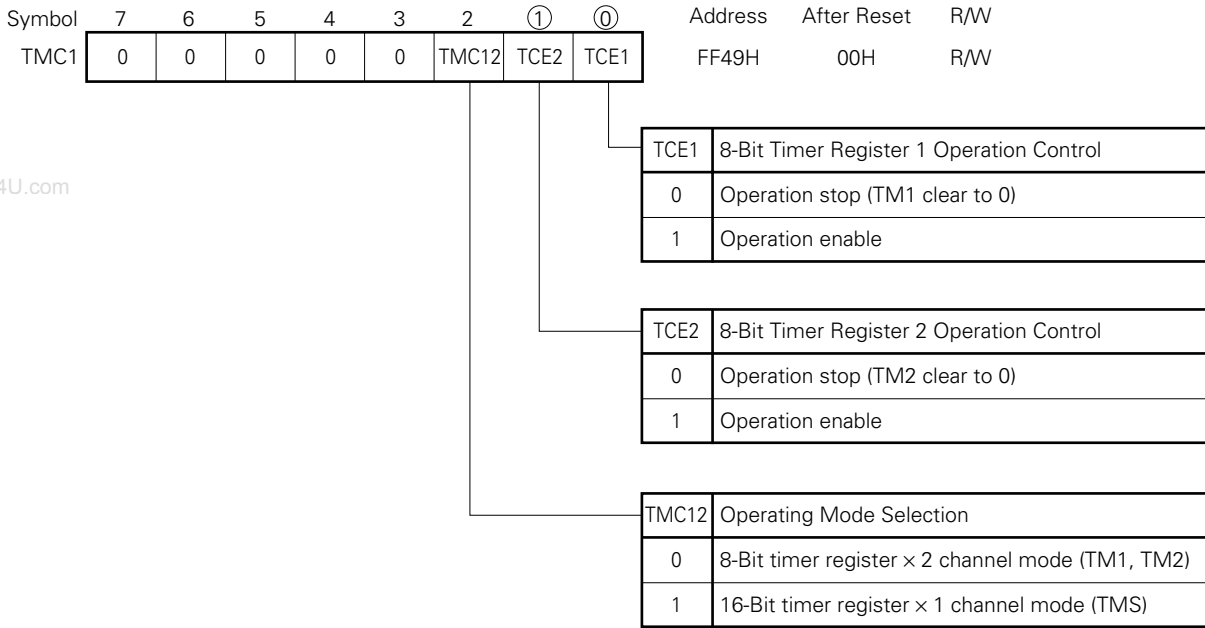 Symbol 7 6 5 4 3 2 ① ⓪ Address After Reset R/W
TMC1 0 0 0 0 0 TMC12 TCE2 TCE1 FF49H 00H R/W
TCE1 8-Bit Timer Register 1 Operation Control
0 Operation stop (TM1 clear to 0)
1 Operation enable
4U.com
TCE2 8-Bit Timer Register 2 Operation Control
0 Operation stop (TM2 clear to 0)
1 Operation enable
TMC12 Operating Mode Selection
0 8-Bit timer register × 2 channel mode (TM1, TM2)
1 16-Bit timer register × 1 channel mode (TMS)